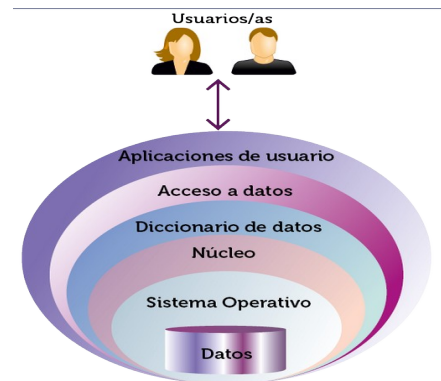 Usuarios/as
Aplicaciones de usuario
Acceso a datos
Diccionario de datos
Núcleo
Sistema Operativo
Datos